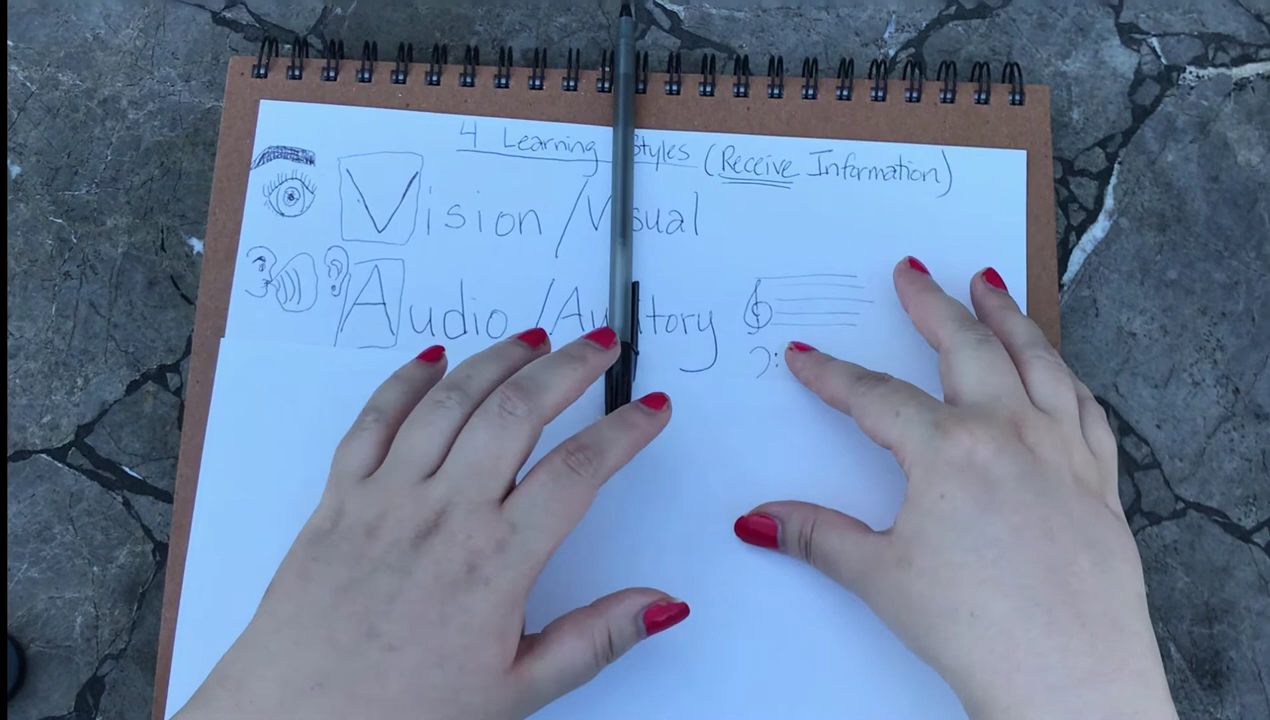 4 Learning Styles (Receive Information)
Vision / Visual
Audio / Auditory